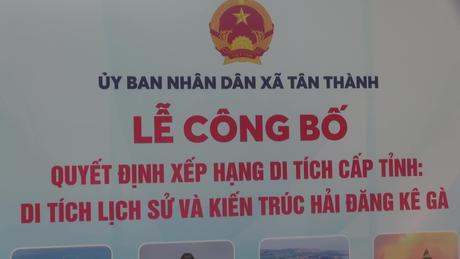 ỦY BAN NHÂN DÂN XÃ TÂN THÀNH
LỄ CÔNG BỐ
QUYẾT ĐỊNH XẾP HẠNG DI TÍCH CẤP TỈNH:
DI TÍCH LỊCH SỬ VÀ KIẾN TRÚC HẢI ĐĂNG KÊ GÀ